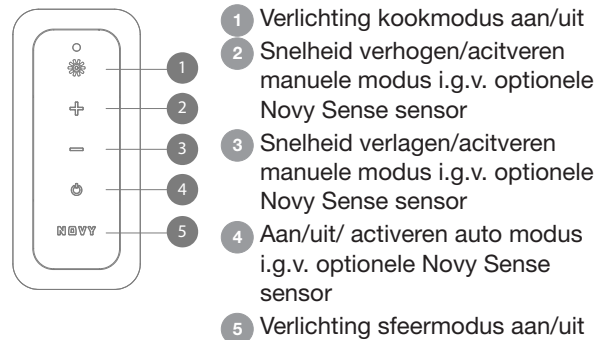 1
2
3
4
NOVY 5
1 Verlichting kookmodus aan/uit
2 Snelheid verhogen/acitveren
manuele modus i.g.v. optionele
Novy Sense sensor
3 Snelheid verlagen/acitveren
manuele modus i.g.v. optionele
Novy Sense sensor
4 Aan/uit/ activeren auto modus
i.g.v. optionele Novy Sense
sensor
5 Verlichting sfeermodus aan/uit